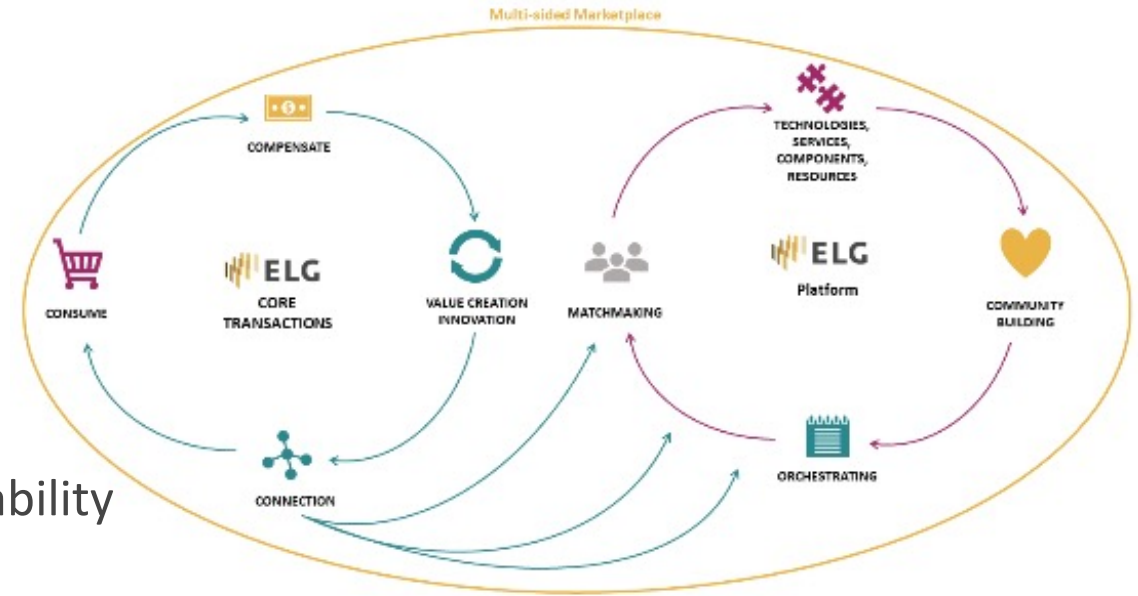 Multi-sided Marketplace
COMPENSATE
CONSUME
ELG
CORE
TRANSACTIONS
VALUE CREATION
INNOVATION
CONNECTION
MATCHMAKING
TECHNOLOGIES,
SERVICES,
COMPONENTS,
RESOURCES
ELG
Platform
COMMUNITY
BUILDING
ORCHESTRATING
ability